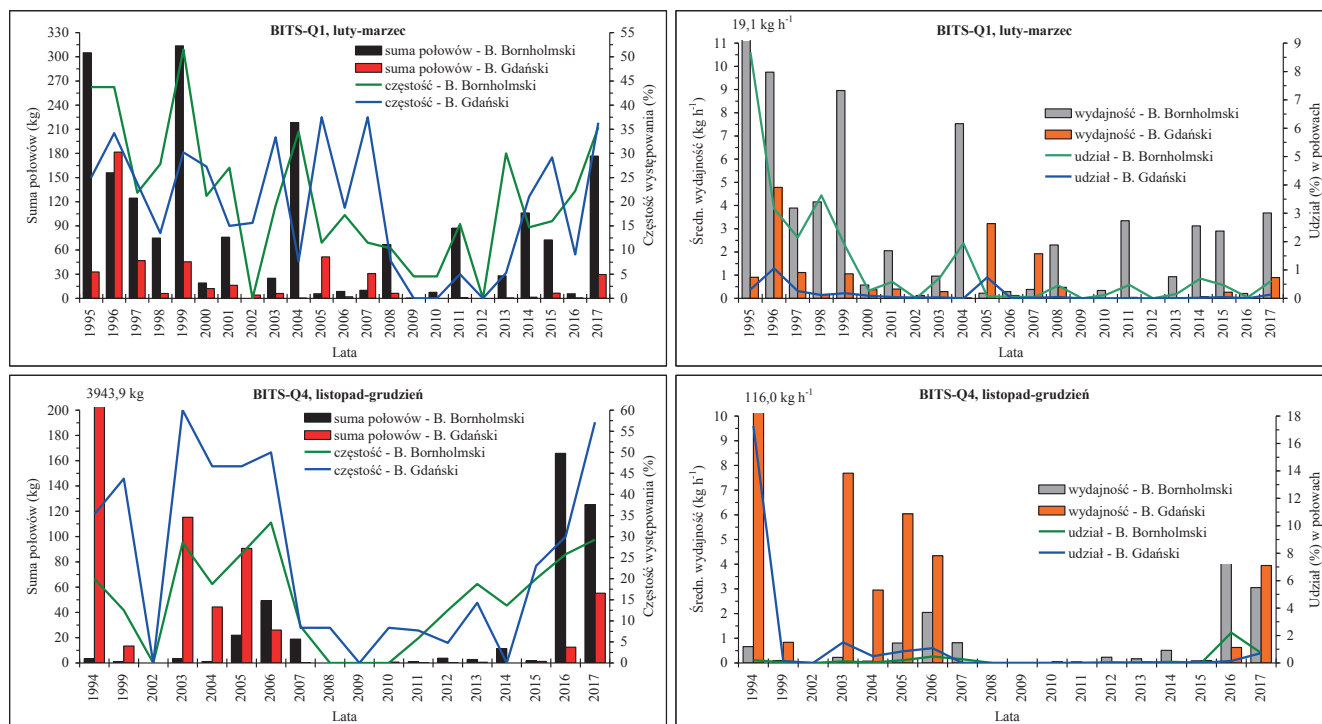 BITS-Q1, luty-marzec
suma połowów - B. Bornholmski
suma połowów - B. Gdański
częstość - B. Bornholmski
częstość - B. Gdański
Suma połowów (kg)
330
300
270
240
210
180
150
120
90
60
30
0
Częstość występowania (%)
55
50
45
40
35
30
25
20
15
10
5
0
1995 1996 1997 1998 1999 2000 2001 2002 2003 2004 2005 2006 2007 2008 2009 2010 2011 2012 2013 2014 2015 2016 2017
Lata
19,1 kg h⁻¹
BITS-Q1, luty-marzec
wydajność - B. Bornholmski
wydajność - B. Gdański
udział - B. Bornholmski
udział - B. Gdański
Średn. wydajność (kg h⁻¹)
11
10
9
8
7
6
5
4
3
2
1
0
Udział (%) w połowach
9
8
7
6
5
4
3
2
1
0
1995 1996 1997 1998 1999 2000 2001 2002 2003 2004 2005 2006 2007 2008 2009 2010 2011 2012 2013 2014 2015 2016 2017
Lata
3943,9 kg
BITS-Q4, listopad-grudzień
suma połowów - B. Bornholmski
suma połowów - B. Gdański
częstość - B. Bornholmski
częstość - B. Gdański
Suma połowów (kg)
200
180
160
140
120
100
80
60
40
20
0
Częstość występowania (%)
60
55
50
45
40
35
30
25
20
15
10
5
0
1994 1999 2002 2003 2004 2005 2006 2007 2008 2009 2010 2011 2012 2013 2014 2015 2016 2017
Lata
116,0 kg h⁻¹
BITS-Q4, listopad-grudzień
wydajność - B. Bornholmski
wydajność - B. Gdański
udział - B. Bornholmski
udział - B. Gdański
Średn. wydajność (kg h⁻¹)
10
9
8
7
6
5
4
3
2
1
0
Udział (%) w połowach
18
16
14
12
10
8
6
4
2
0
1994 1999 2002 2003 2004 2005 2006 2007 2008 2009 2010 2011 2012 2013 2014 2015 2016 2017
Lata